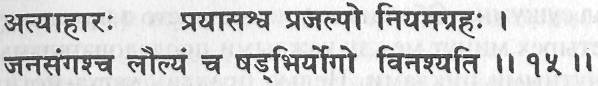 अत्याहारः प्रयासश्च प्रजल्पो नियमग्रहः ।
जनसंगश्च लौल्यं च षड्भिर्योगो विनश्यति ॥ १५ ॥